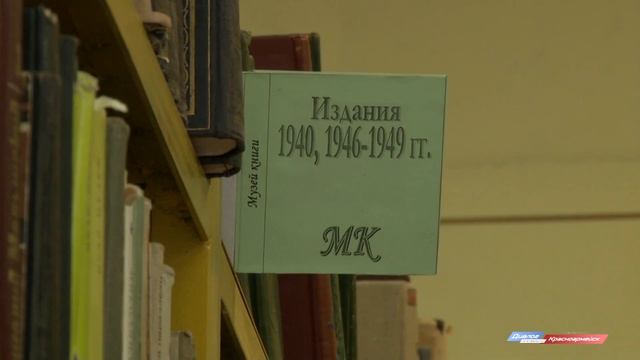 Издания
1940, 1946-1949 гг.
Музей книги
МК
Диалог
Красноармейск